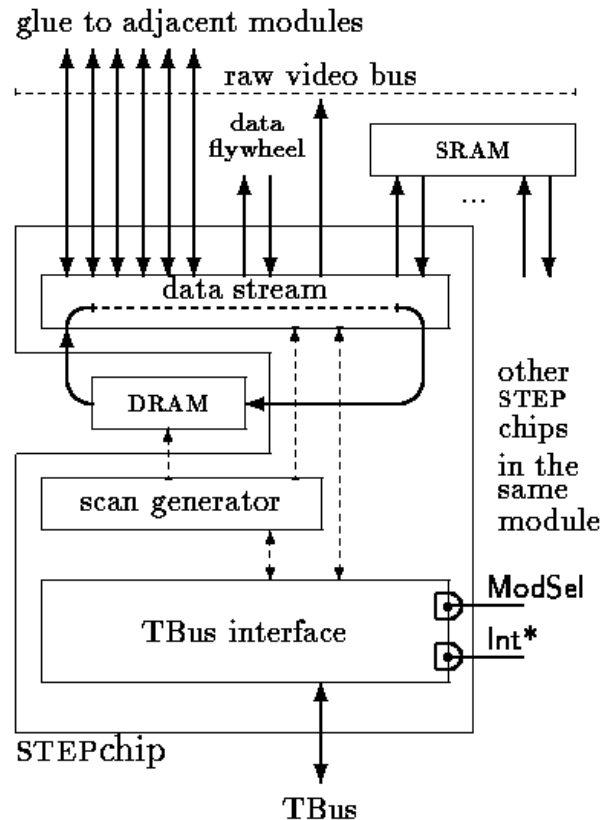 glue to adjacent modules
raw video bus
data
flywheel
SRAM
...
data stream
DRAM
other
STEP
chips
in the
same
module
scan generator
ModSel
TBus interface
Int*
STEPchip
TBus